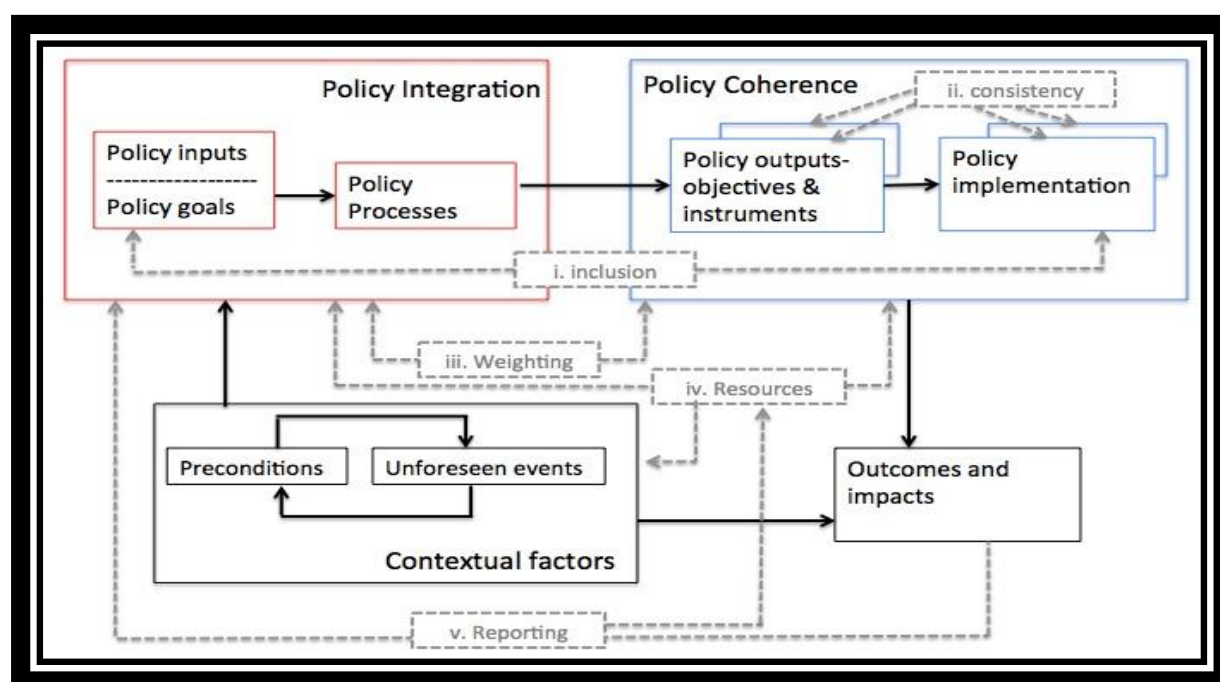 Policy Integration
Policy inputs
Policy goals
Policy
Processes
Policy Coherence
ii. consistency
Policy outputs-
objectives &
instruments
Policy
implementation
i. inclusion
iii. Weighting
iv. Resources
Preconditions
Unforeseen events
Contextual factors
Outcomes and
impacts
v. Reporting